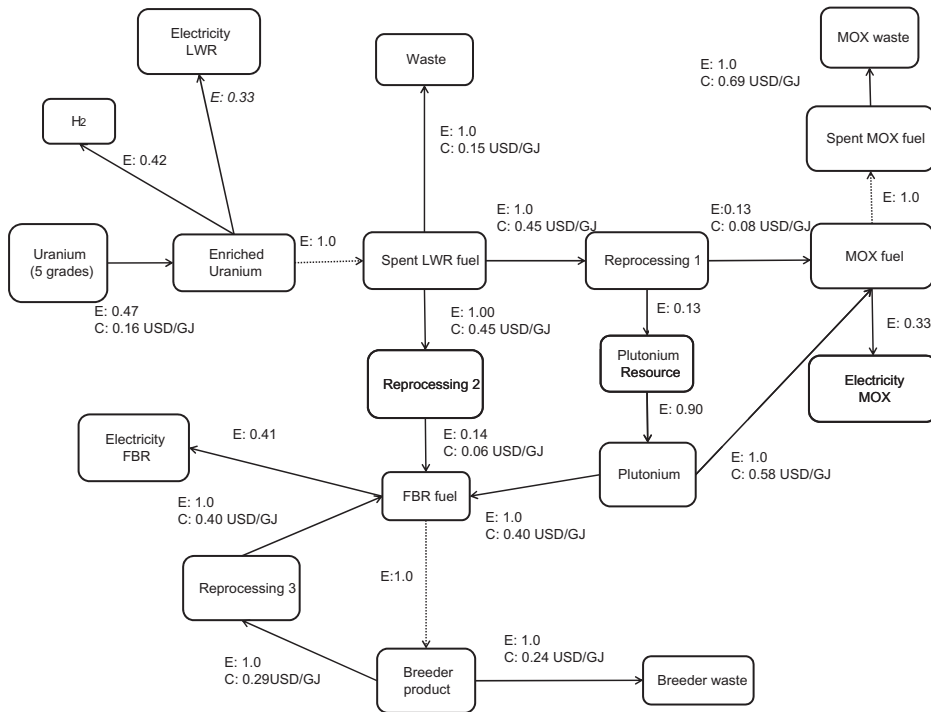 Electricity
LWR
Waste
MOX waste
E: 1.0
C: 0.69 USD/GJ
E: 0.33
H2
E: 0.42
E: 1.0
C: 0.15 USD/GJ
Spent MOX fuel
E: 1.0
C: 0.45 USD/GJ
E:0.13
C: 0.08 USD/GJ
E: 1.0
Uranium
(5 grades)
Enriched
Uranium
E: 1.0
Spent LWR fuel
Reprocessing 1
MOX fuel
E: 0.47
C: 0.16 USD/GJ
E: 1.00
C: 0.45 USD/GJ
E: 0.13
E: 0.33
Plutonium
Resource
Reprocessing 2
Electricity
MOX
E: 0.90
Electricity
FBR
E: 0.41
E: 0.14
C: 0.06 USD/GJ
Plutonium
E: 1.0
C: 0.58 USD/GJ
FBR fuel
E: 1.0
C: 0.40 USD/GJ
E: 1.0
C: 0.40 USD/GJ
Reprocessing 3
E:1.0
E: 1.0
C: 0.29USD/GJ
Breeder
product
E: 1.0
C: 0.24 USD/GJ
Breeder waste